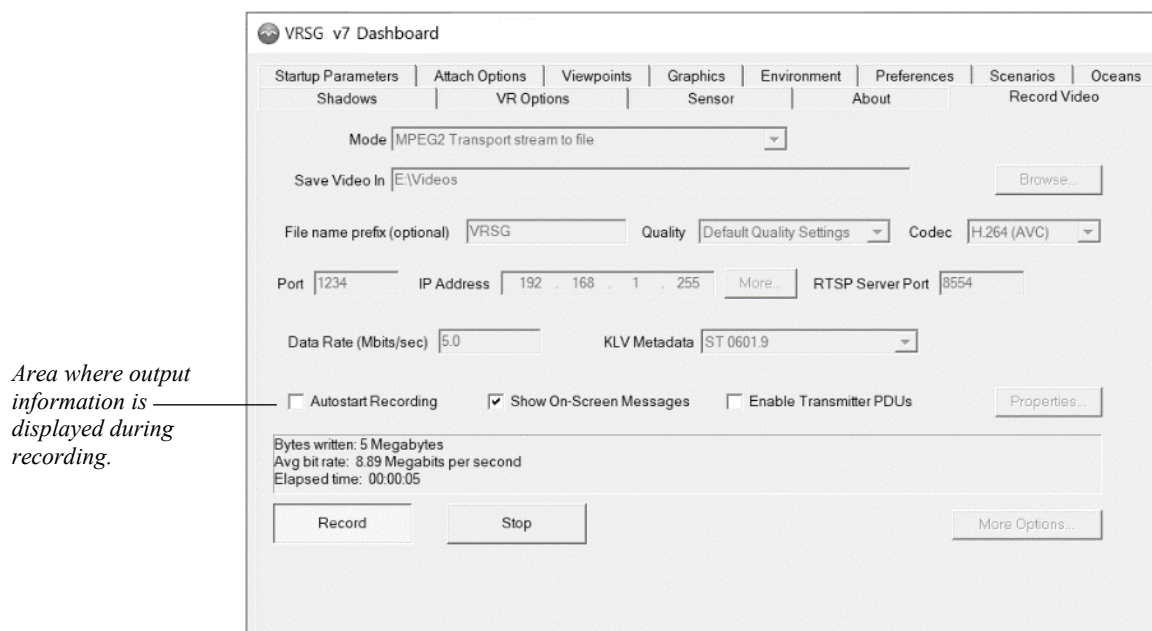 VRSG v7 Dashboard
Startup Parameters Attach Options Viewpoints Graphics Environment Preferences Scenarios Oceans
Shadows VR Options Sensor About Record Video
Mode MPEG2 Transport stream to file
Save Video In E:\Videos Browse...
File name prefix (optional) VRSG Quality Default Quality Settings Codec H.264 (AVC)
Port 1234 IP Address 192 . 168 . 1 . 255 More... RTSP Server Port 8554
Data Rate (Mbits/sec) 5.0 KLV Metadata ST 0601.9
Area where output
information is
displayed during
recording.
Autostart Recording Show On-Screen Messages Enable Transmitter PDUs Properties...
Bytes written: 5 Megabytes
Avg bit rate: 8.89 Megabits per second
Elapsed time: 00:00:05
Record Stop More Options...